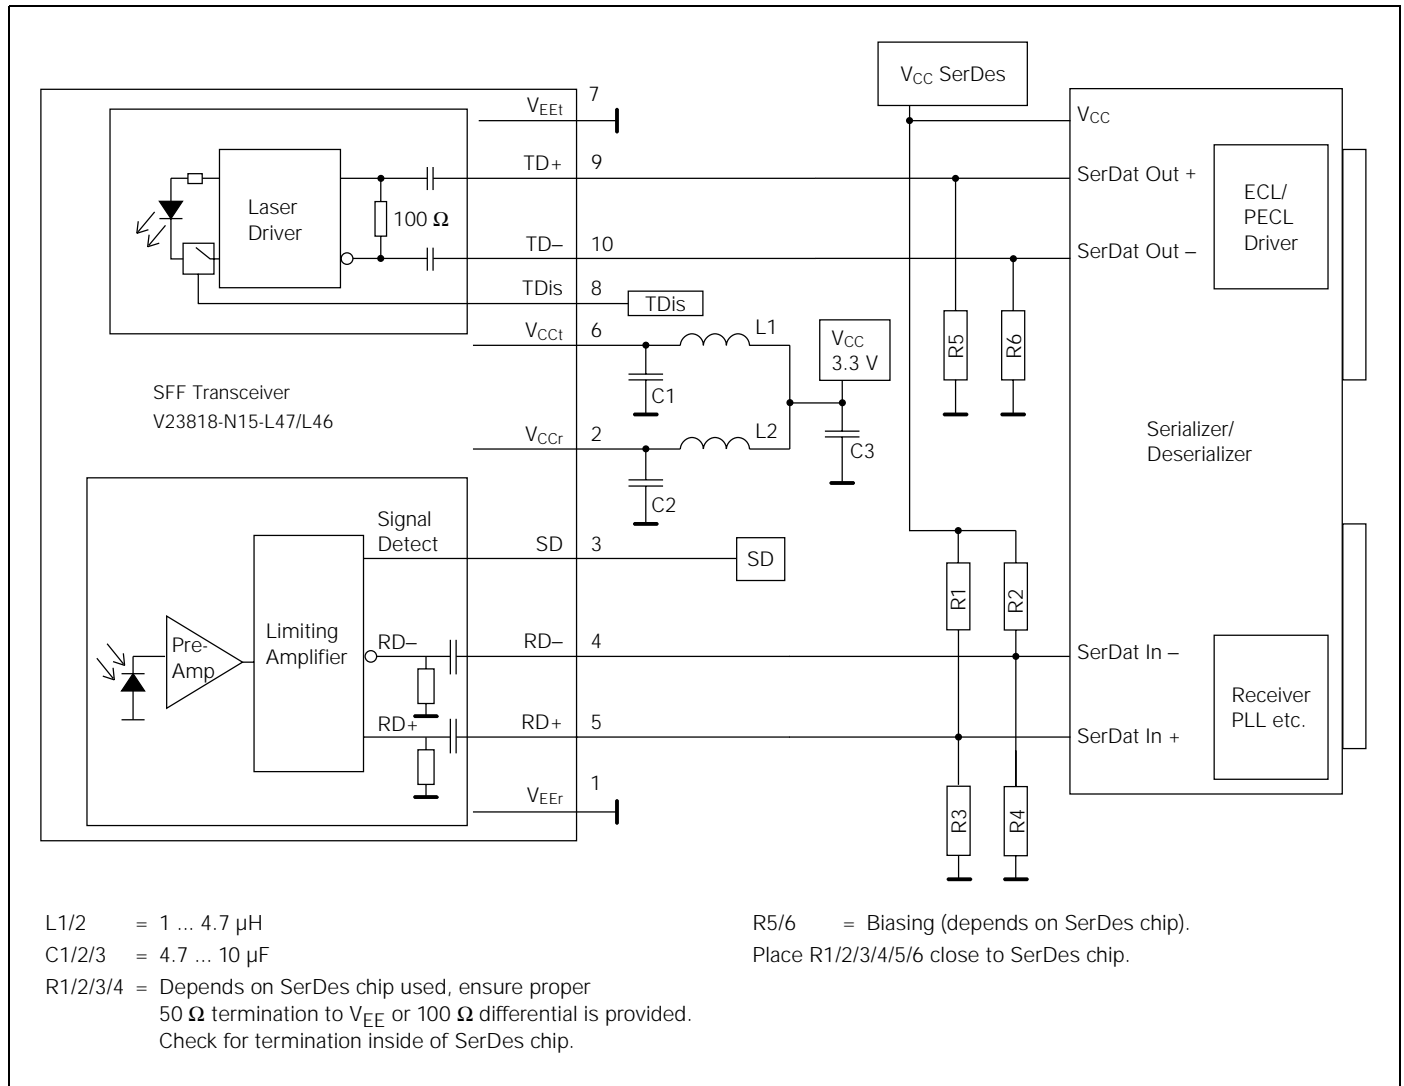 V_CC SerDes
V_EEt 7
V_CC
TD+ 9
SerDat Out +
ECL/
PECL
Driver
Laser
Driver
100 Ω
TD– 10
SerDat Out –
TDis 8
TDis
V_CCt 6
L1
V_CC
3.3 V
R5
R6
C1
SFF Transceiver
V23818-N15-L47/L46
V_CCr 2
L2
C3
Serializer/
Deserializer
C2
Signal
Detect
SD 3
SD
R1
R2
Pre-
Amp
Limiting
Amplifier
RD–
RD– 4
SerDat In –
Receiver
PLL etc.
RD+
RD+ 5
SerDat In +
V_EEr 1
R3
R4
L1/2 = 1 ... 4.7 µH
C1/2/3 = 4.7 ... 10 µF
R1/2/3/4 = Depends on SerDes chip used, ensure proper
50 Ω termination to V_EE or 100 Ω differential is provided.
Check for termination inside of SerDes chip.
R5/6 = Biasing (depends on SerDes chip).
Place R1/2/3/4/5/6 close to SerDes chip.